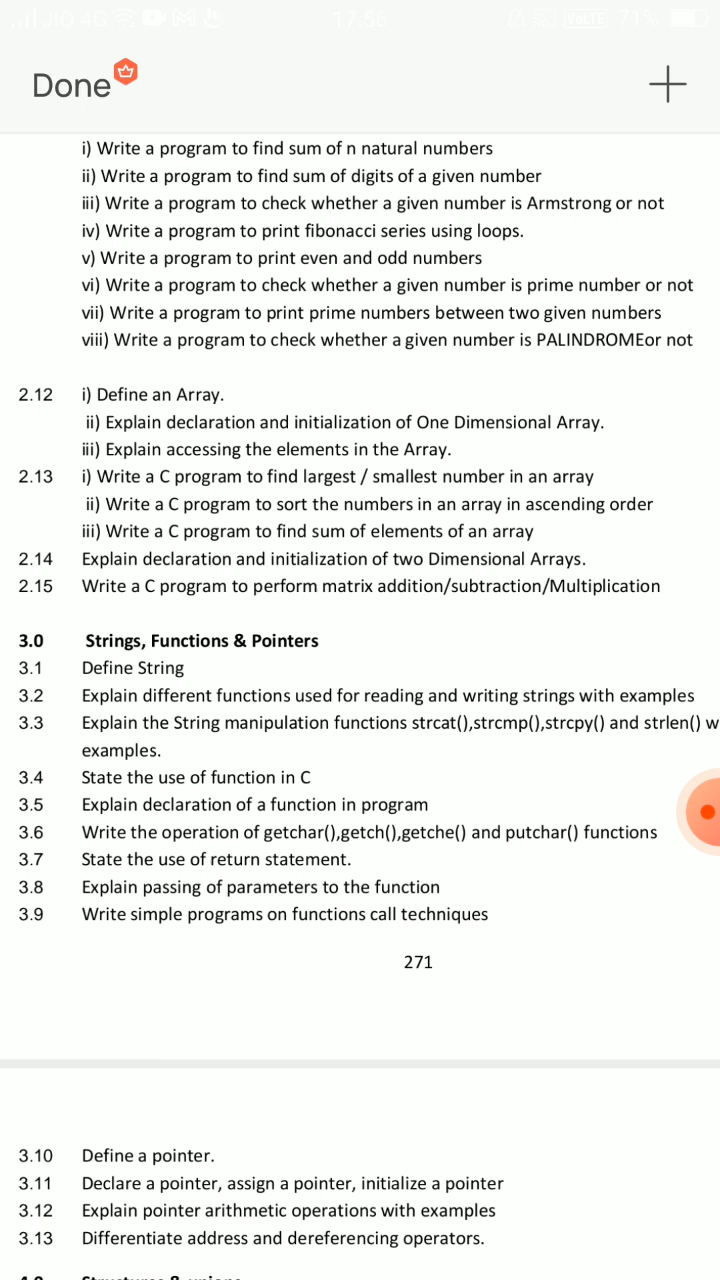 JIO 4G 17:56 VoLTE 71%
Done
i) Write a program to find sum of n natural numbers
ii) Write a program to find sum of digits of a given number
iii) Write a program to check whether a given number is Armstrong or not
iv) Write a program to print fibonacci series using loops.
v) Write a program to print even and odd numbers
vi) Write a program to check whether a given number is prime number or not
vii) Write a program to print prime numbers between two given numbers
viii) Write a program to check whether a given number is PALINDROMEor not
2.12 i) Define an Array.
ii) Explain declaration and initialization of One Dimensional Array.
iii) Explain accessing the elements in the Array.
2.13 i) Write a C program to find largest / smallest number in an array
ii) Write a C program to sort the numbers in an array in ascending order
iii) Write a C program to find sum of elements of an array
2.14 Explain declaration and initialization of two Dimensional Arrays.
2.15 Write a C program to perform matrix addition/subtraction/Multiplication
3.0 Strings, Functions & Pointers
3.1 Define String
3.2 Explain different functions used for reading and writing strings with examples
3.3 Explain the String manipulation functions strcat(),strcmp(),strcpy() and strlen() w
examples.
3.4 State the use of function in C
3.5 Explain declaration of a function in program
3.6 Write the operation of getchar(),getch(),getche() and putchar() functions
3.7 State the use of return statement.
3.8 Explain passing of parameters to the function
3.9 Write simple programs on functions call techniques
271
3.10 Define a pointer.
3.11 Declare a pointer, assign a pointer, initialize a pointer
3.12 Explain pointer arithmetic operations with examples
3.13 Differentiate address and dereferencing operators.